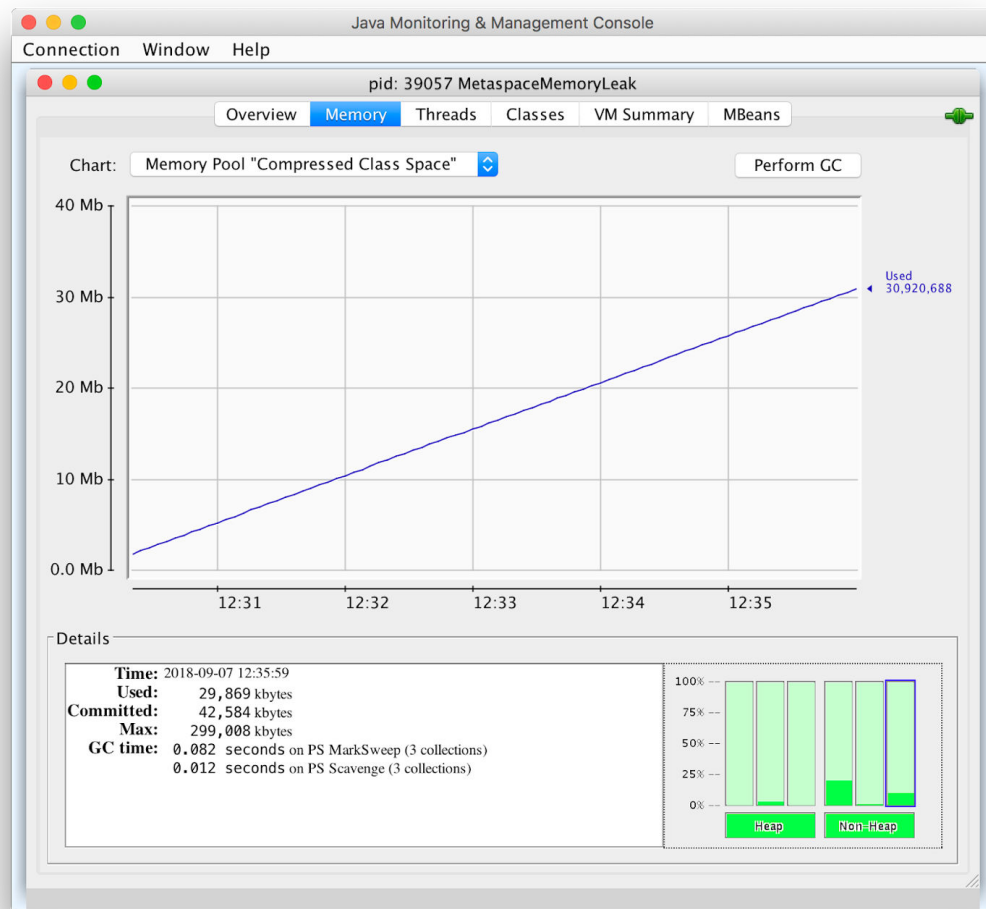 Java Monitoring & Management Console
Connection Window Help
pid: 39057 MetaspaceMemoryLeak
Overview Memory Threads Classes VM Summary MBeans
Chart: Memory Pool "Compressed Class Space" Perform GC
40 Mb
30 Mb
20 Mb
10 Mb
0.0 Mb
Used
30,920,688
12:31 12:32 12:33 12:34 12:35
Details
Time: 2018-09-07 12:35:59
Used: 29,869 kbytes
Committed: 42,584 kbytes
Max: 299,008 kbytes
GC time: 0.082 seconds on PS MarkSweep (3 collections)
0.012 seconds on PS Scavenge (3 collections)
100% --
75% --
50% --
25% --
0% --
Heap Non-Heap